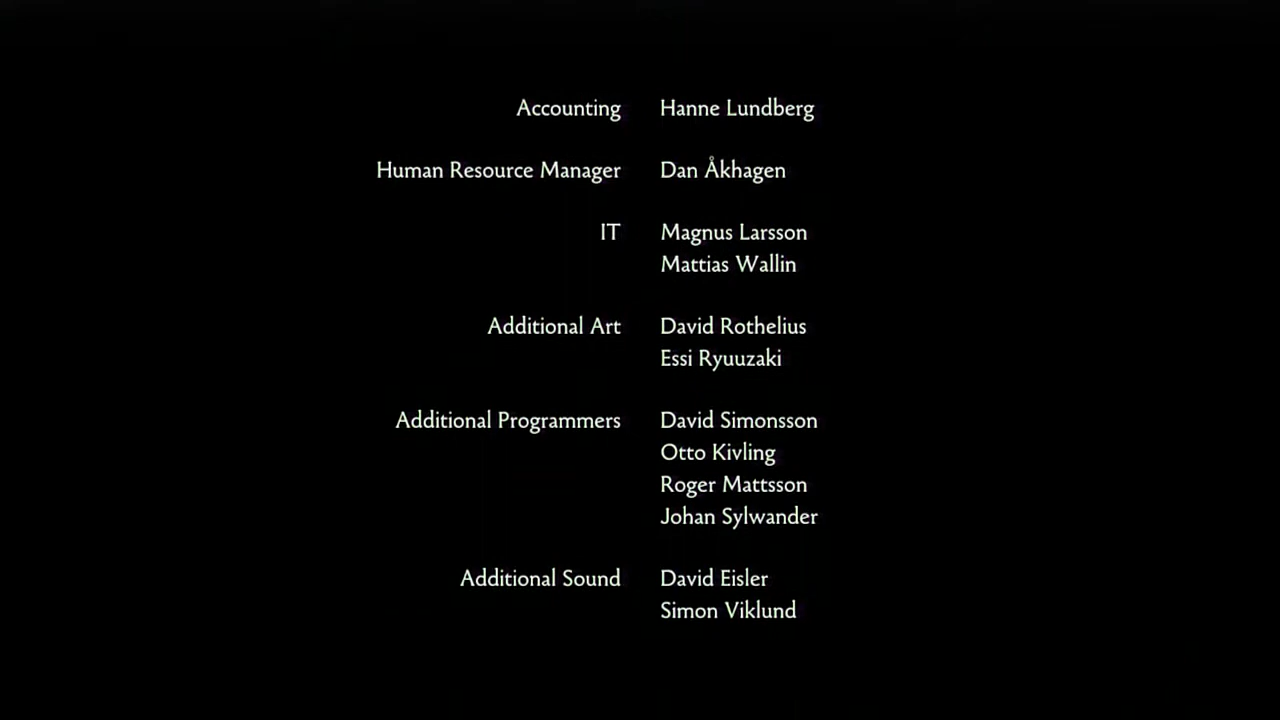 Accounting Hanne Lundberg
Human Resource Manager Dan Åkhagen
IT Magnus Larsson
Mattias Wallin
Additional Art David Rothelius
Essi Ryuuzaki
Additional Programmers David Simonsson
Otto Kivling
Roger Mattsson
Johan Sylwander
Additional Sound David Eisler
Simon Viklund